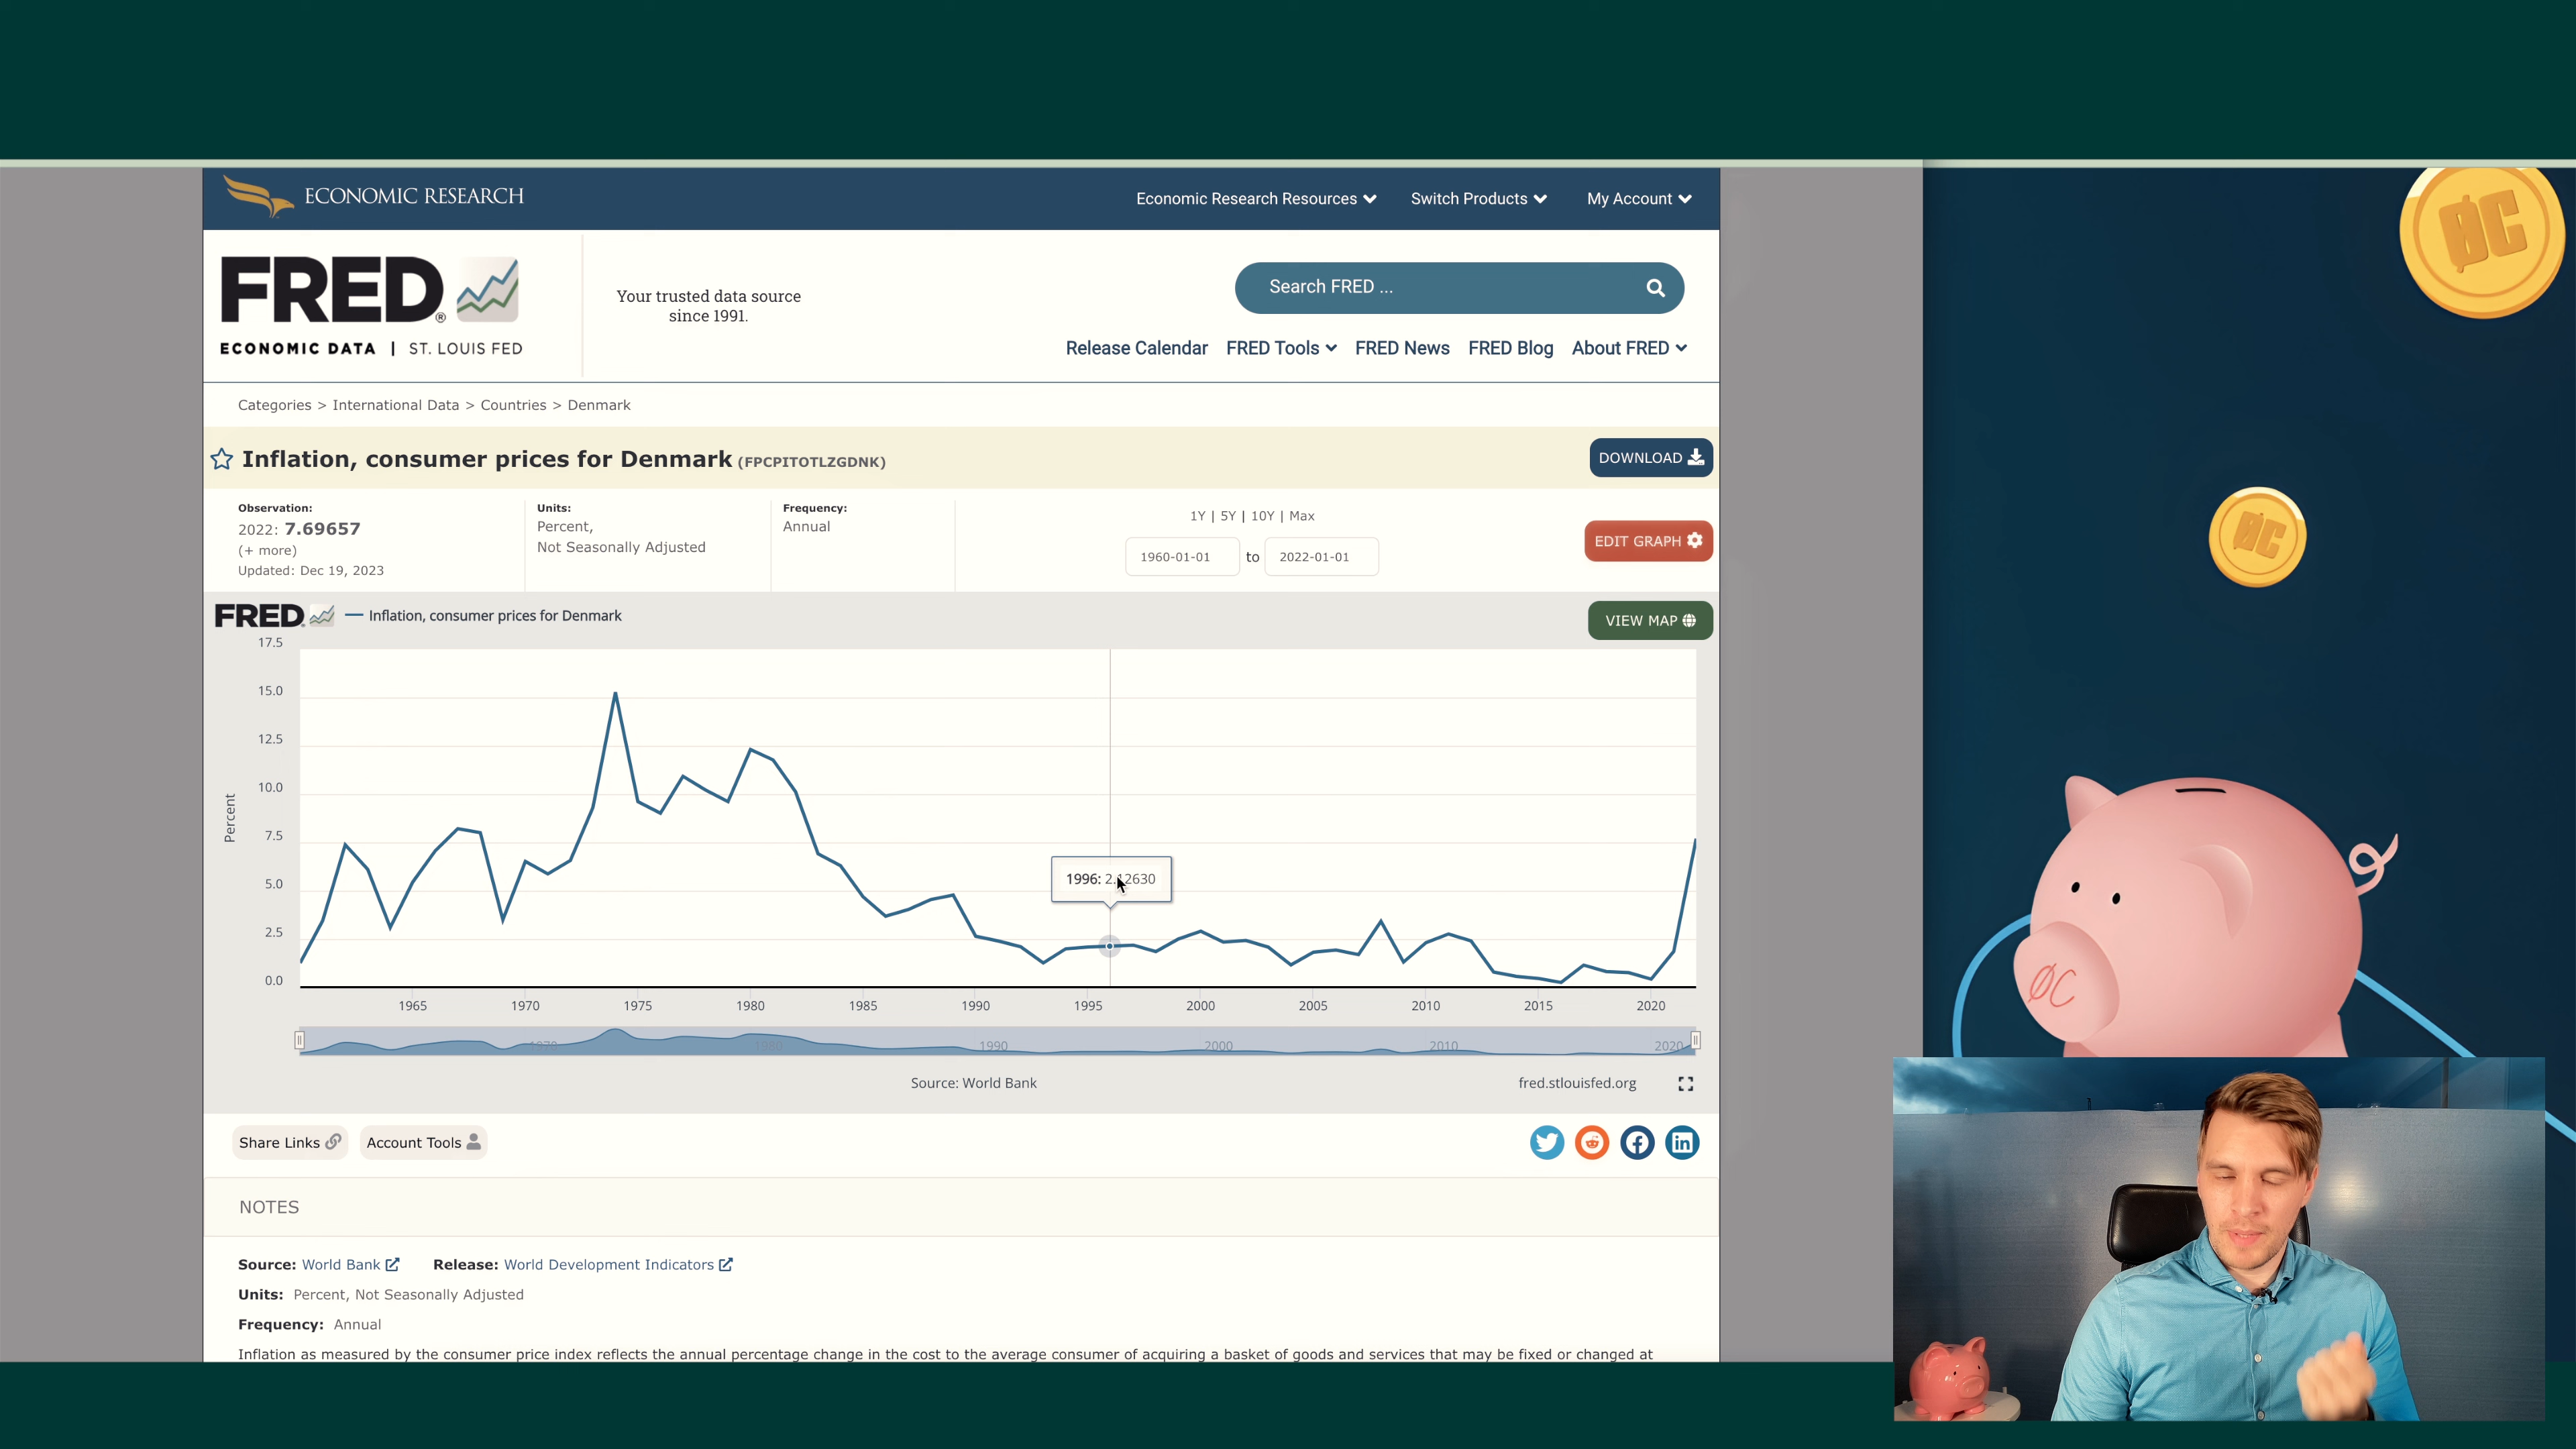 ECONOMIC RESEARCH
Economic Research Resources Switch Products My Account
FRED®
ECONOMIC DATA | ST. LOUIS FED
Your trusted data source
since 1991.
Search FRED ...
Release Calendar FRED Tools FRED News FRED Blog About FRED
Categories > International Data > Countries > Denmark
Inflation, consumer prices for Denmark (FPCPITOTLZGDNK)
DOWNLOAD
Observation:
2022: 7.69657
(+ more)
Updated: Dec 19, 2023
Units:
Percent,
Not Seasonally Adjusted
Frequency:
Annual
1Y | 5Y | 10Y | Max
1960-01-01 to 2022-01-01
EDIT GRAPH
FRED Inflation, consumer prices for Denmark
VIEW MAP
17.5
15.0
12.5
10.0
7.5
5.0
2.5
0.0
Percent
1996: 2.12630
1965 1970 1975 1980 1985 1990 1995 2000 2005 2010 2015 2020
1970 1980 1990 2000 2010 2020
Source: World Bank
fred.stlouisfed.org
Share Links Account Tools
NOTES
Source: World Bank Release: World Development Indicators
Units: Percent, Not Seasonally Adjusted
Frequency: Annual
Inflation as measured by the consumer price index reflects the annual percentage change in the cost to the average consumer of acquiring a basket of goods and services that may be fixed or changed at
ØC
ØC
ØC